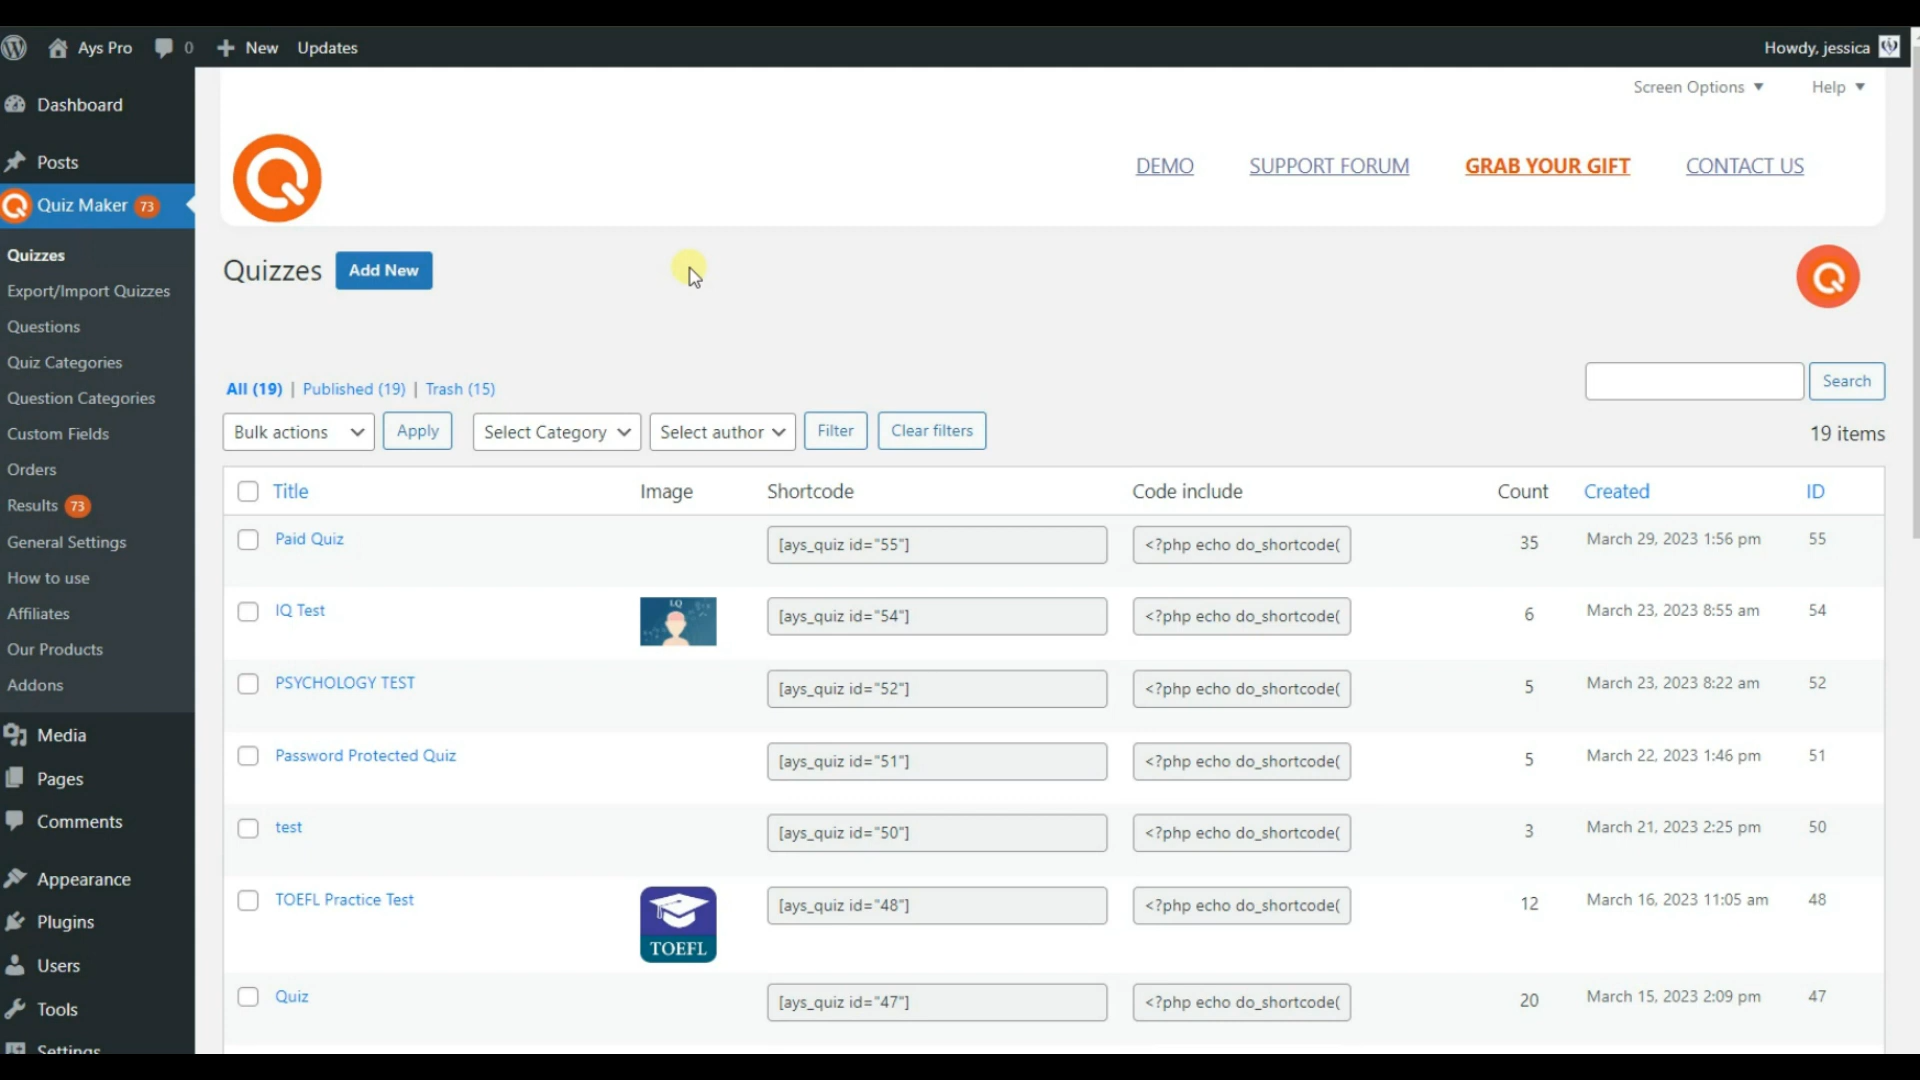 Ays Pro 0 New Updates Howdy, jessica
Screen Options Help
DEMO SUPPORT FORUM GRAB YOUR GIFT CONTACT US
Dashboard
Posts
Quiz Maker 73
Quizzes
Export/Import Quizzes
Questions
Quiz Categories
Question Categories
Custom Fields
Orders
Results 73
General Settings
How to use
Affiliates
Our Products
Addons
Media
Pages
Comments
Appearance
Plugins
Users
Tools
Settings
Quizzes Add New
All (19) | Published (19) | Trash (15)
Search
Bulk actions Apply Select Category Select author Filter Clear filters 19 items
Title Image Shortcode Code include Count Created ID
Paid Quiz [ays_quiz id="55"] <?php echo do_shortcode( 35 March 29, 2023 1:56 pm 55
IQ Test IQ [ays_quiz id="54"] <?php echo do_shortcode( 6 March 23, 2023 8:55 am 54
PSYCHOLOGY TEST [ays_quiz id="52"] <?php echo do_shortcode( 5 March 23, 2023 8:22 am 52
Password Protected Quiz [ays_quiz id="51"] <?php echo do_shortcode( 5 March 22, 2023 1:46 pm 51
test [ays_quiz id="50"] <?php echo do_shortcode( 3 March 21, 2023 2:25 pm 50
TOEFL Practice Test TOEFL [ays_quiz id="48"] <?php echo do_shortcode( 12 March 16, 2023 11:05 am 48
Quiz [ays_quiz id="47"] <?php echo do_shortcode( 20 March 15, 2023 2:09 pm 47